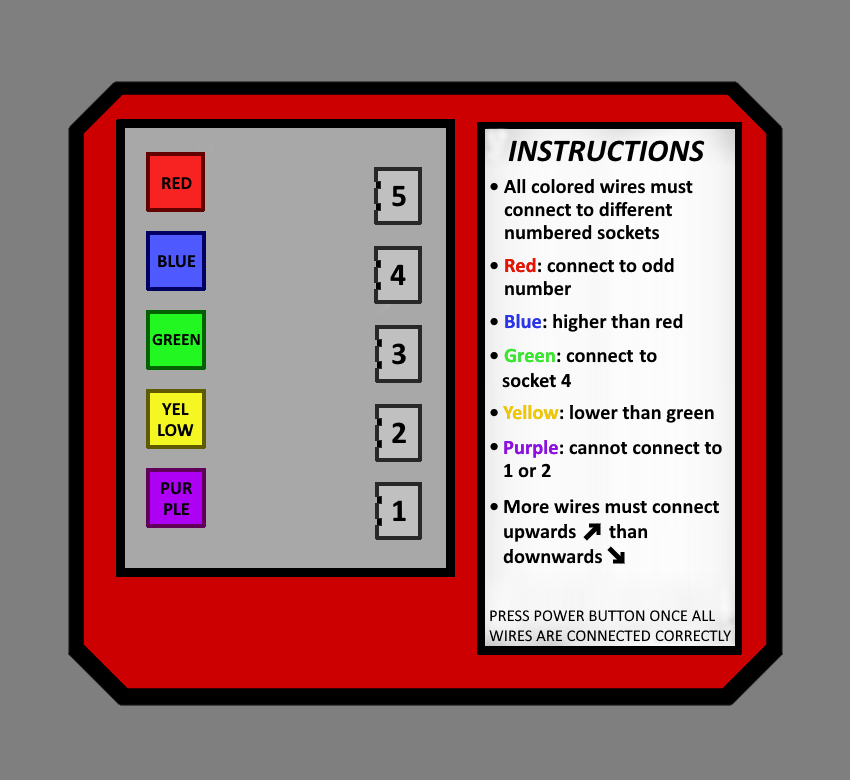 RED
BLUE
GREEN
YEL
LOW
PUR
PLE
5
4
3
2
1
INSTRUCTIONS
• All colored wires must
connect to different
numbered sockets
• Red: connect to odd
number
• Blue: higher than red
• Green: connect to
socket 4
• Yellow: lower than green
• Purple: cannot connect to
1 or 2
• More wires must connect
upwards ↗ than
downwards ↘
PRESS POWER BUTTON ONCE ALL
WIRES ARE CONNECTED CORRECTLY